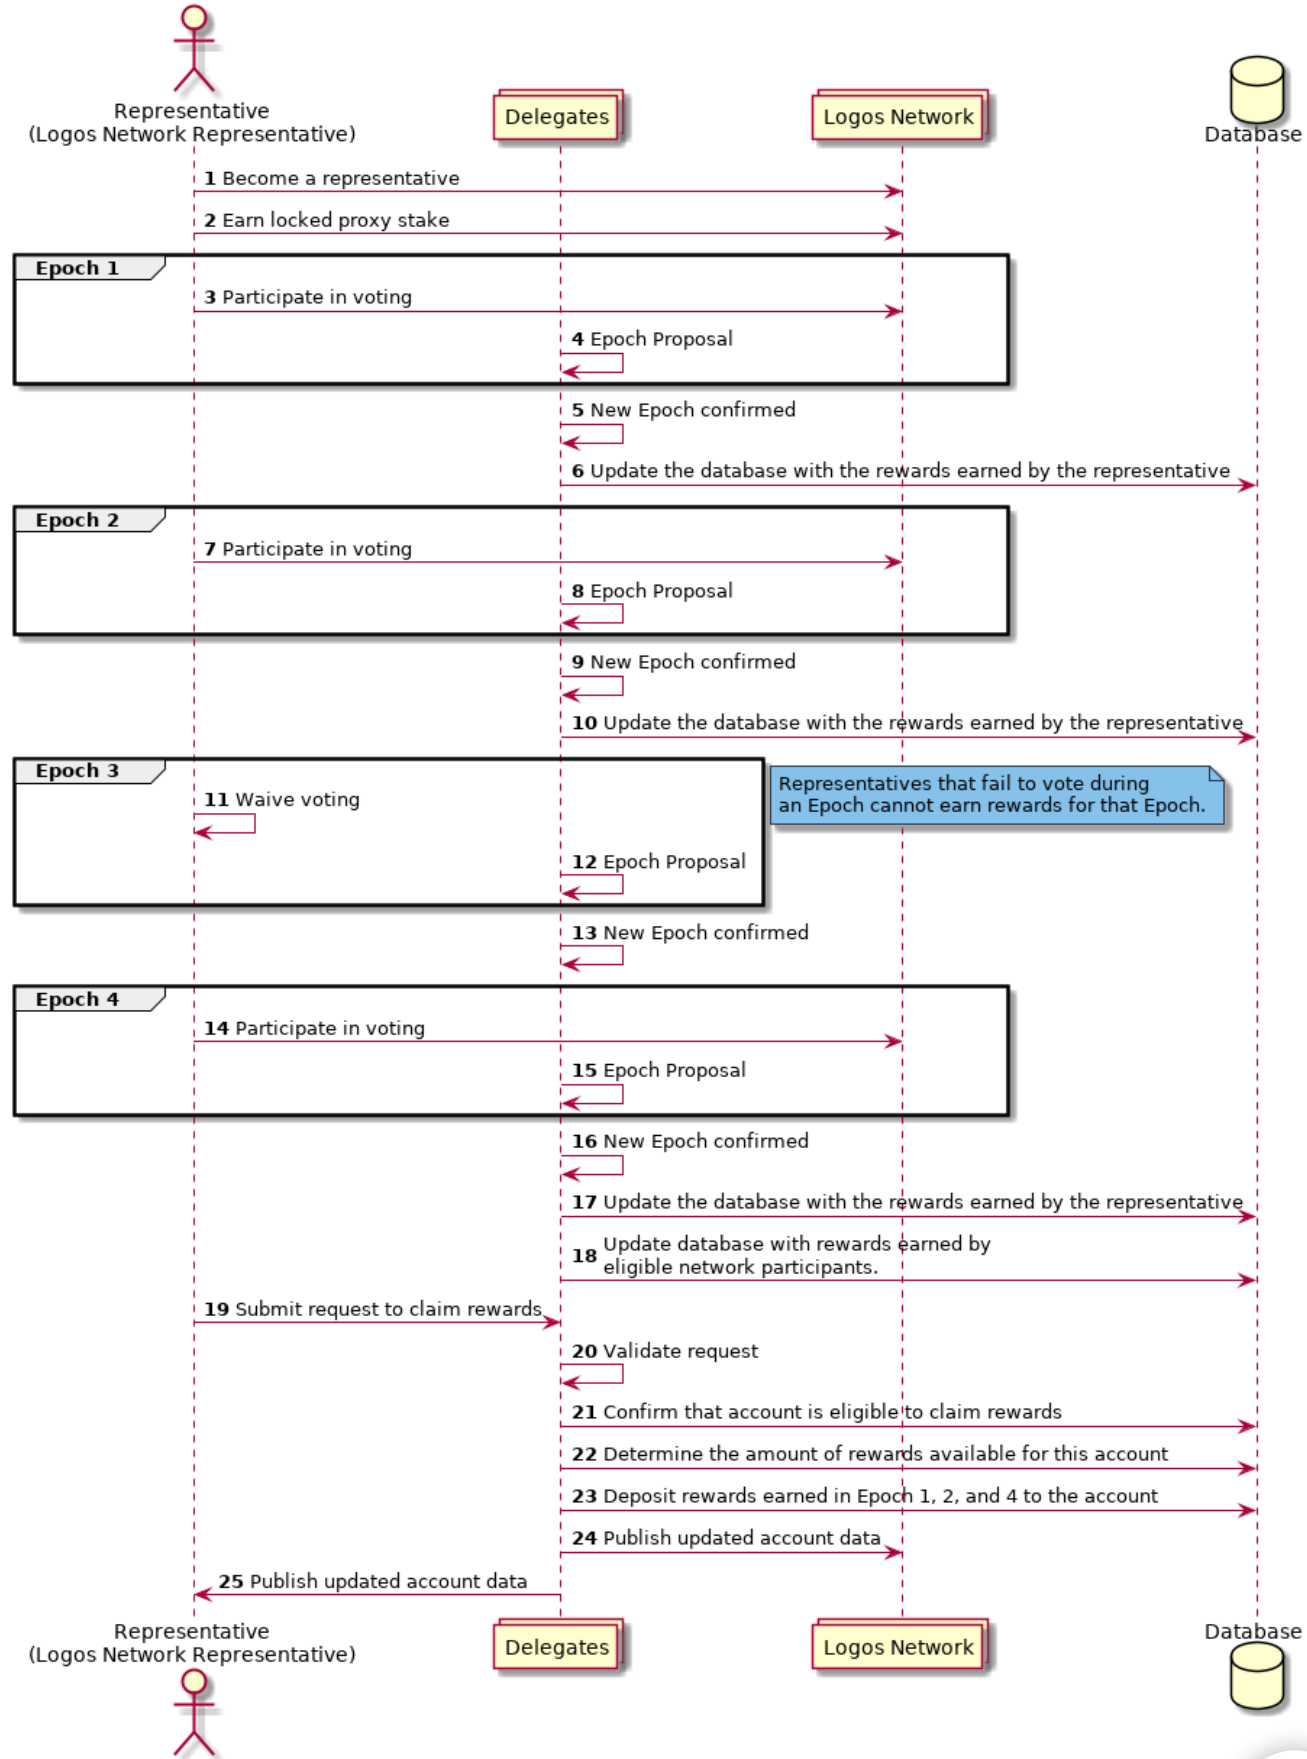 Representative
(Logos Network Representative)
Delegates
Logos Network
Database
1 Become a representative
2 Earn locked proxy stake
Epoch 1
3 Participate in voting
4 Epoch Proposal
5 New Epoch confirmed
6 Update the database with the rewards earned by the representative
Epoch 2
7 Participate in voting
8 Epoch Proposal
9 New Epoch confirmed
10 Update the database with the rewards earned by the representative
Epoch 3
Representatives that fail to vote during
an Epoch cannot earn rewards for that Epoch.
11 Waive voting
12 Epoch Proposal
13 New Epoch confirmed
Epoch 4
14 Participate in voting
15 Epoch Proposal
16 New Epoch confirmed
17 Update the database with the rewards earned by the representative
18 Update database with rewards earned by
eligible network participants.
19 Submit request to claim rewards
20 Validate request
21 Confirm that account is eligible to claim rewards
22 Determine the amount of rewards available for this account
23 Deposit rewards earned in Epoch 1, 2, and 4 to the account
24 Publish updated account data
25 Publish updated account data
Representative
(Logos Network Representative)
Delegates
Logos Network
Database